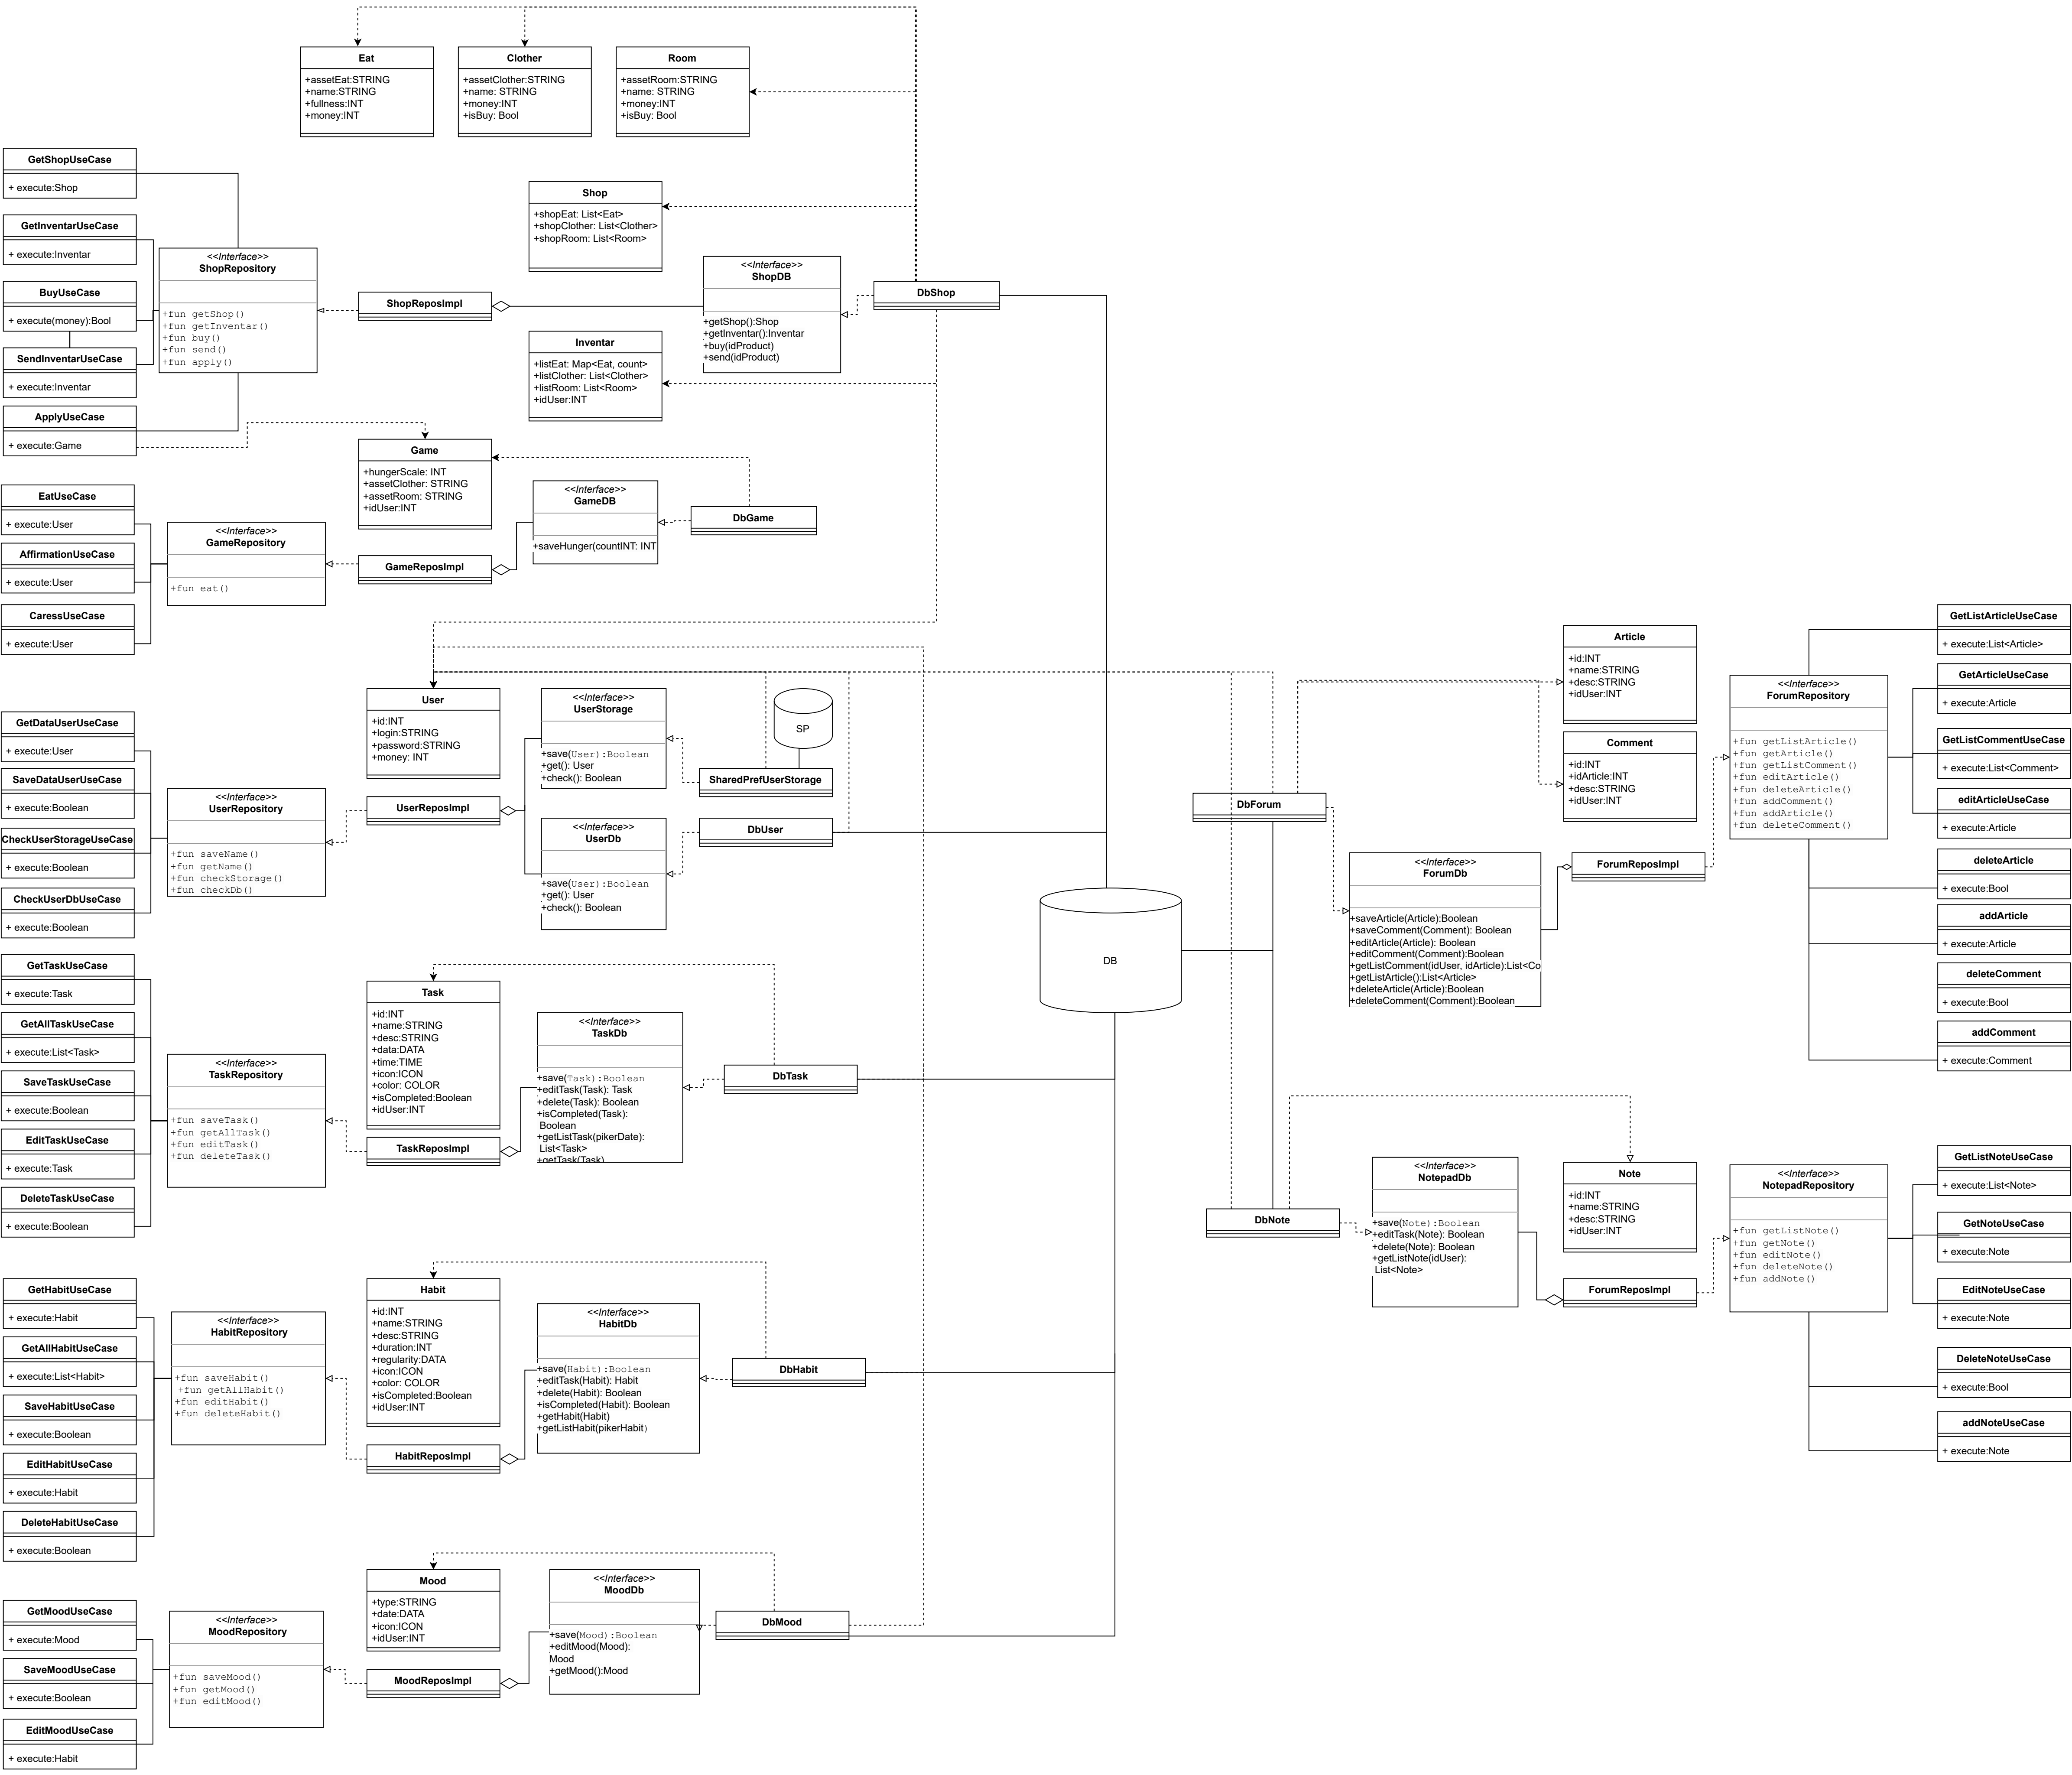 Eat
+assetEat:STRING
+name:STRING
+fullness:INT
+money:INT
Clother
+assetClother:STRING
+name: STRING
+money:INT
+isBuy: Bool
Room
+assetRoom:STRING
+name: STRING
+money:INT
+isBuy: Bool
GetShopUseCase
+ execute:Shop
GetInventarUseCase
+ execute:Inventar
BuyUseCase
+ execute(money):Bool
SendInventarUseCase
+ execute:Inventar
ApplyUseCase
+ execute:Game
<<Interface>>
ShopRepository
+fun getShop()
+fun getInventar()
+fun buy()
+fun send()
+fun apply()
ShopReposImpl
Shop
+shopEat: List<Eat>
+shopClother: List<Clother>
+shopRoom: List<Room>
<<Interface>>
ShopDB
+getShop():Shop
+getInventar():Inventar
+buy(idProduct)
+send(idProduct)
DbShop
Inventar
+listEat: Map<Eat, count>
+listClother: List<Clother>
+listRoom: List<Room>
+idUser:INT
Game
+hungerScale: INT
+assetClother: STRING
+assetRoom: STRING
+idUser:INT
<<Interface>>
GameDB
+saveHunger(countINT: INT
DbGame
EatUseCase
+ execute:User
AffirmationUseCase
+ execute:User
CaressUseCase
+ execute:User
<<Interface>>
GameRepository
+fun eat()
GameReposImpl
User
+id:INT
+login:STRING
+password:STRING
+money: INT
<<Interface>>
UserStorage
+save(User):Boolean
+get(): User
+check(): Boolean
SP
SharedPrefUserStorage
GetDataUserUseCase
+ execute:User
SaveDataUserUseCase
+ execute:Boolean
CheckUserStorageUseCase
+ execute:Boolean
CheckUserDbUseCase
+ execute:Boolean
<<Interface>>
UserRepository
+fun saveName()
+fun getName()
+fun checkStorage()
+fun checkDb()
UserReposImpl
<<Interface>>
UserDb
+save(User):Boolean
+get(): User
+check(): Boolean
DbUser
DB
GetTaskUseCase
+ execute:Task
GetAllTaskUseCase
+ execute:List<Task>
SaveTaskUseCase
+ execute:Boolean
EditTaskUseCase
+ execute:Task
DeleteTaskUseCase
+ execute:Boolean
<<Interface>>
TaskRepository
+fun saveTask()
+fun getAllTask()
+fun editTask()
+fun deleteTask()
Task
+id:INT
+name:STRING
+desc:STRING
+data:DATA
+time:TIME
+icon:ICON
+color: COLOR
+isCompleted:Boolean
+idUser:INT
TaskReposImpl
<<Interface>>
TaskDb
+save(Task):Boolean
+editTask(Task): Task
+delete(Task): Boolean
+isCompleted(Task):
Boolean
+getListTask(pikerDate):
List<Task>
+getTask(Task)
DbTask
GetHabitUseCase
+ execute:Habit
GetAllHabitUseCase
+ execute:List<Habit>
SaveHabitUseCase
+ execute:Boolean
EditHabitUseCase
+ execute:Habit
DeleteHabitUseCase
+ execute:Boolean
<<Interface>>
HabitRepository
+fun saveHabit()
+fun getAllHabit()
+fun editHabit()
+fun deleteHabit()
Habit
+id:INT
+name:STRING
+desc:STRING
+duration:INT
+regularity:DATA
+icon:ICON
+color: COLOR
+isCompleted:Boolean
+idUser:INT
HabitReposImpl
<<Interface>>
HabitDb
+save(Habit):Boolean
+editTask(Habit): Habit
+delete(Habit): Boolean
+isCompleted(Habit): Boolean
+getHabit(Habit)
+getListHabit(pikerHabit)
DbHabit
GetMoodUseCase
+ execute:Mood
SaveMoodUseCase
+ execute:Boolean
EditMoodUseCase
+ execute:Habit
<<Interface>>
MoodRepository
+fun saveMood()
+fun getMood()
+fun editMood()
Mood
+type:STRING
+date:DATA
+icon:ICON
+idUser:INT
MoodReposImpl
<<Interface>>
MoodDb
+save(Mood):Boolean
+editMood(Mood):
Mood
+getMood():Mood
DbMood
DbForum
<<Interface>>
ForumDb
+saveArticle(Article):Boolean
+saveComment(Comment): Boolean
+editArticle(Article): Boolean
+editComment(Comment):Boolean
+getListComment(idUser, idArticle):List<Co
+getListArticle():List<Article>
+deleteArticle(Article):Boolean
+deleteComment(Comment):Boolean
Article
+id:INT
+name:STRING
+desc:STRING
+idUser:INT
Comment
+id:INT
+idArticle:INT
+desc:STRING
+idUser:INT
ForumReposImpl
<<Interface>>
ForumRepository
+fun getListArticle()
+fun getArticle()
+fun getListComment()
+fun editArticle()
+fun deleteArticle()
+fun addComment()
+fun addArticle()
+fun deleteComment()
GetListArticleUseCase
+ execute:List<Article>
GetArticleUseCase
+ execute:Article
GetListCommentUseCase
+ execute:List<Comment>
editArticleUseCase
+ execute:Article
deleteArticle
+ execute:Bool
addArticle
+ execute:Article
deleteComment
+ execute:Bool
addComment
+ execute:Comment
DbNote
<<Interface>>
NotepadDb
+save(Note):Boolean
+editTask(Note): Boolean
+delete(Note): Boolean
+getListNote(idUser):
List<Note>
Note
+id:INT
+name:STRING
+desc:STRING
+idUser:INT
ForumReposImpl
<<Interface>>
NotepadRepository
+fun getListNote()
+fun getNote()
+fun editNote()
+fun deleteNote()
+fun addNote()
GetListNoteUseCase
+ execute:List<Note>
GetNoteUseCase
+ execute:Note
EditNoteUseCase
+ execute:Note
DeleteNoteUseCase
+ execute:Bool
addNoteUseCase
+ execute:Note